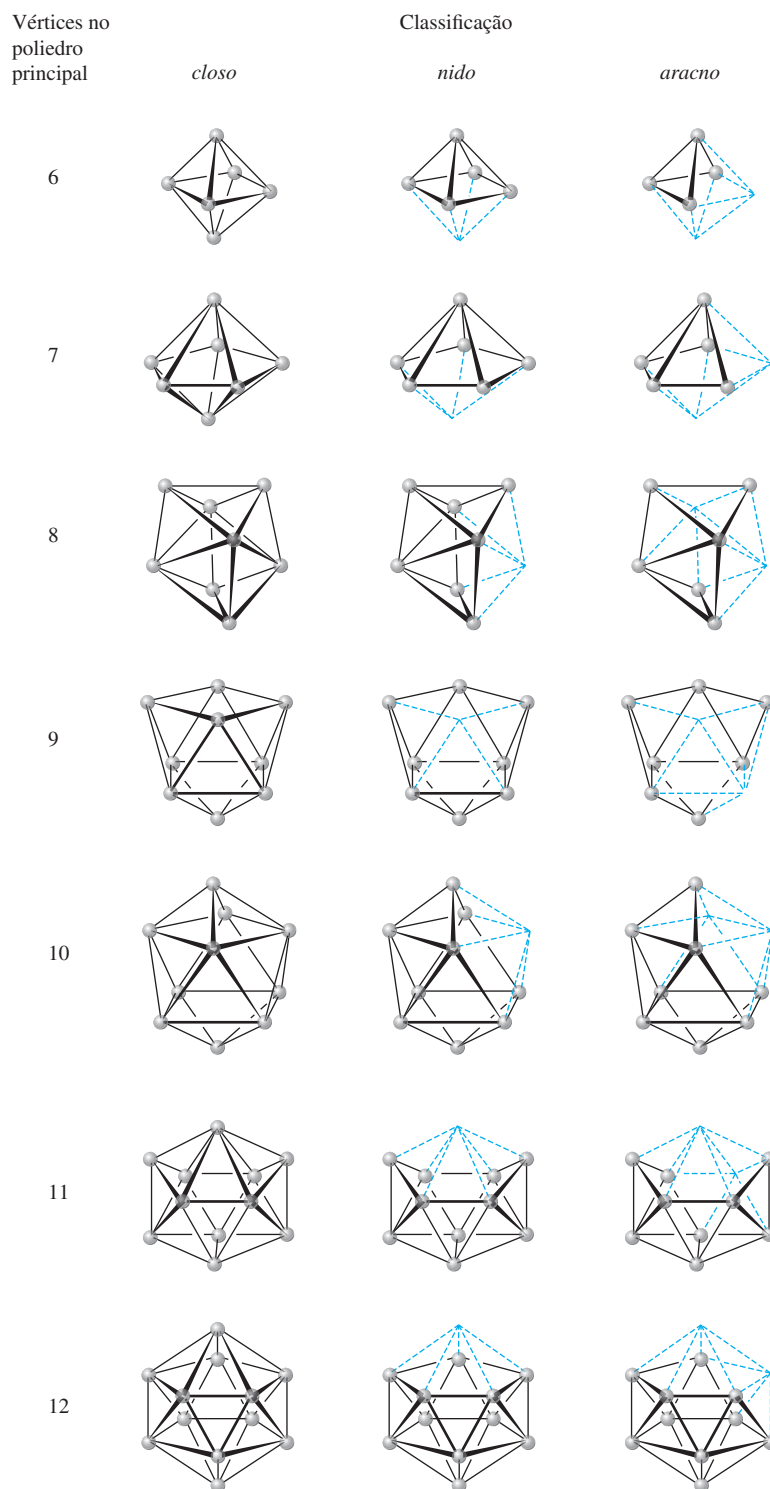 Vértices no
poliedro
principal
Classificação
closo
nido
aracno
6
7
8
9
10
11
12